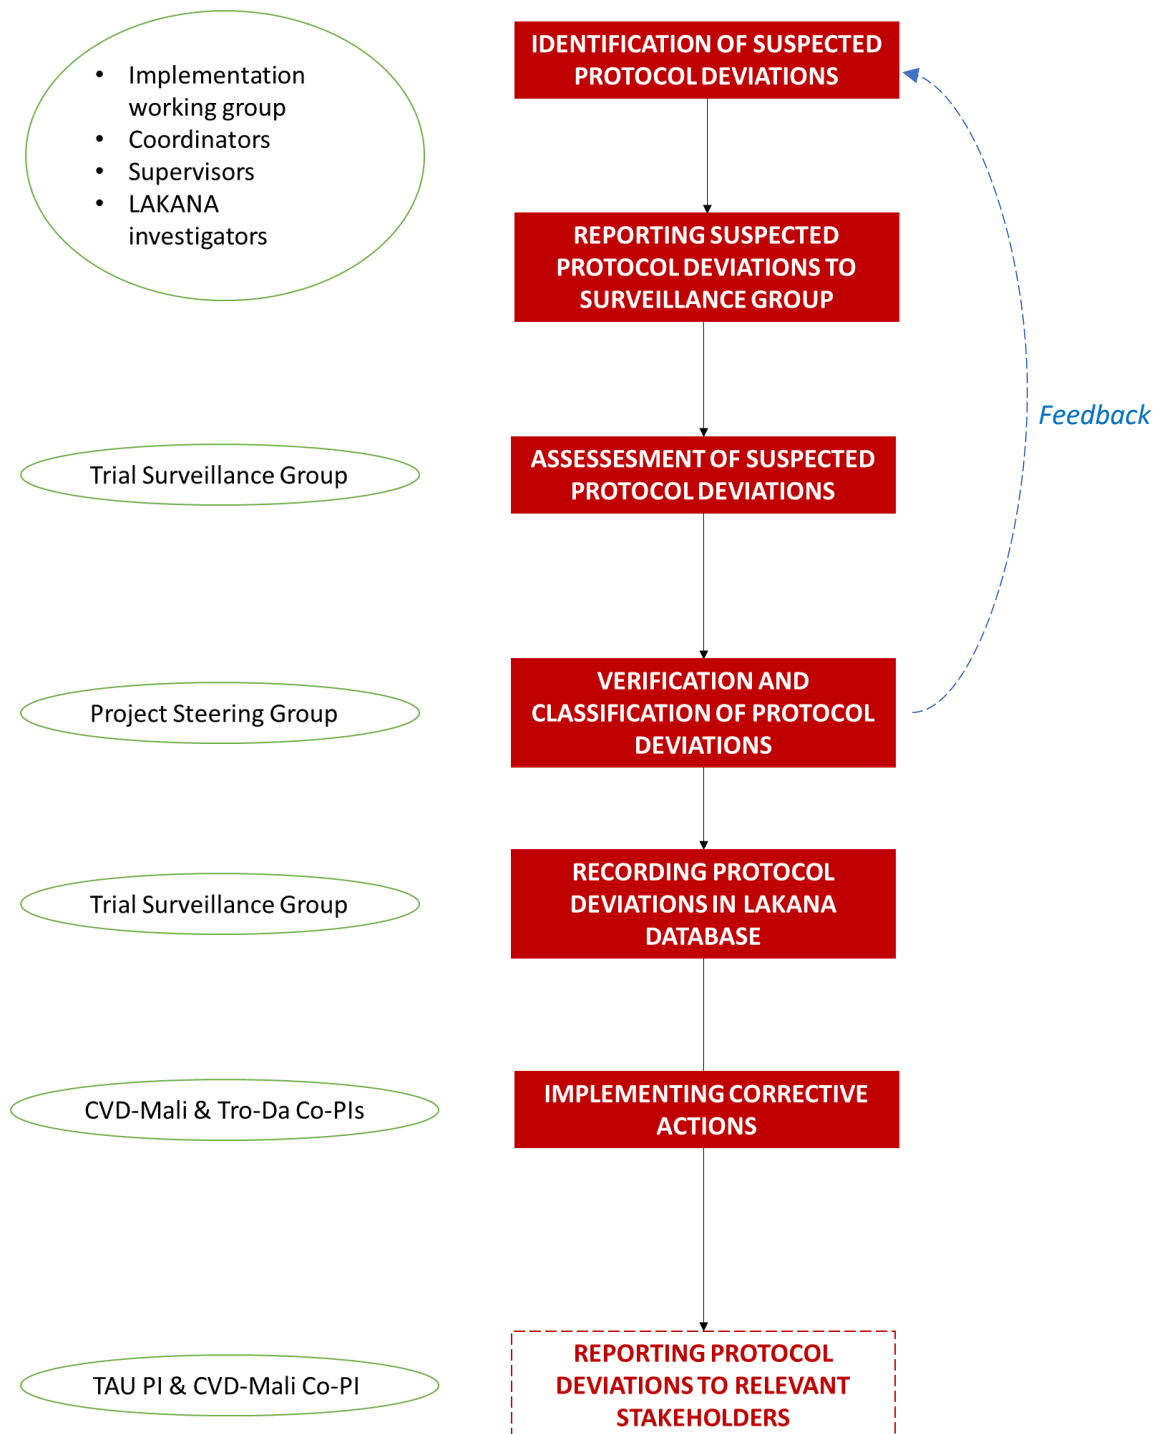 • Implementation
working group
• Coordinators
• Supervisors
• LAKANA
investigators
IDENTIFICATION OF SUSPECTED
PROTOCOL DEVIATIONS
REPORTING SUSPECTED
PROTOCOL DEVIATIONS TO
SURVEILLANCE GROUP
Feedback
Trial Surveillance Group
ASSESSESMENT OF SUSPECTED
PROTOCOL DEVIATIONS
Project Steering Group
VERIFICATION AND
CLASSIFICATION OF PROTOCOL
DEVIATIONS
Trial Surveillance Group
RECORDING PROTOCOL
DEVIATIONS IN LAKANA
DATABASE
CVD-Mali & Tro-Da Co-PIs
IMPLEMENTING CORRECTIVE
ACTIONS
TAU PI & CVD-Mali Co-PI
REPORTING PROTOCOL
DEVIATIONS TO RELEVANT
STAKEHOLDERS